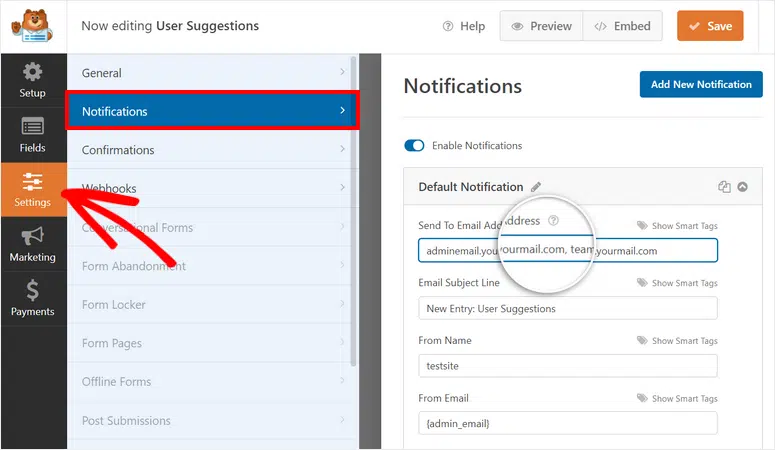 Now editing User Suggestions
Help
Preview
Embed
Save
Setup
Fields
Settings
Marketing
Payments
General
Notifications
Confirmations
Webhooks
Conversational Forms
Form Abandonment
Form Locker
Form Pages
Offline Forms
Post Submissions
Notifications
Add New Notification
Enable Notifications
Default Notification
Send To Email Address
Show Smart Tags
adminemail.yourmail.com, team.yourmail.com
Email Subject Line
Show Smart Tags
New Entry: User Suggestions
From Name
Show Smart Tags
testsite
From Email
Show Smart Tags
{admin_email}